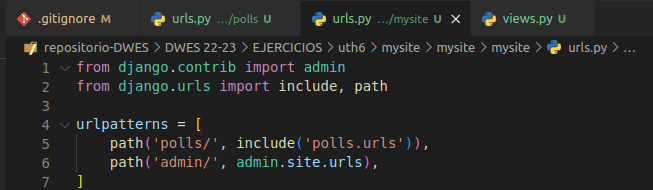 .gitignore M urls.py .../polls U urls.py .../mysite U × views.py U
repositorio-DWES > DWES 22-23 > EJERCICIOS > uth6 > mysite > mysite > mysite > urls.py > ...
1 from django.contrib import admin
2 from django.urls import include, path
3
4 urlpatterns = [
5 path('polls/', include('polls.urls')),
6 path('admin/', admin.site.urls),
7 ]